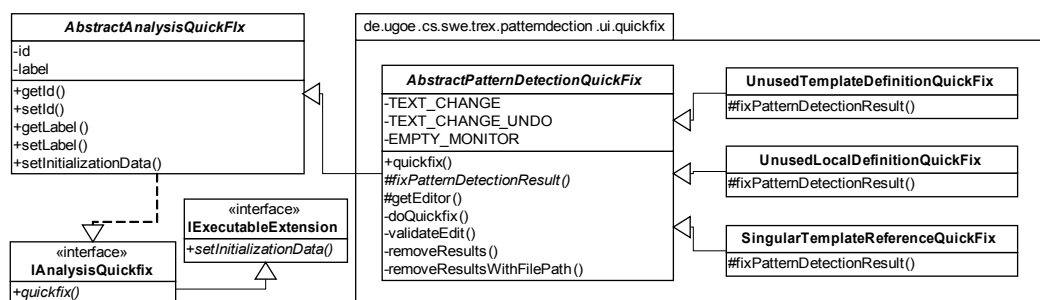 AbstractAnalysisQuickFIx
-id
-label
+getId()
+setId()
+getLabel()
+setLabel()
+setInitializationData()
«interface»
IAnalysisQuickfix
+quickfix()
«interface»
IExecutableExtension
+setInitializationData()
de.ugoe.cs.swe.trex.patterndection.ui.quickfix
AbstractPatternDetectionQuickFix
-TEXT_CHANGE
-TEXT_CHANGE_UNDO
-EMPTY_MONITOR
+quickfix()
#fixPatternDetectionResult()
#getEditor()
-doQuickfix()
-validateEdit()
-removeResults()
-removeResultsWithFilePath()
UnusedTemplateDefinitionQuickFix
#fixPatternDetectionResult()
UnusedLocalDefinitionQuickFix
#fixPatternDetectionResult()
SingularTemplateReferenceQuickFix
#fixPatternDetectionResult()